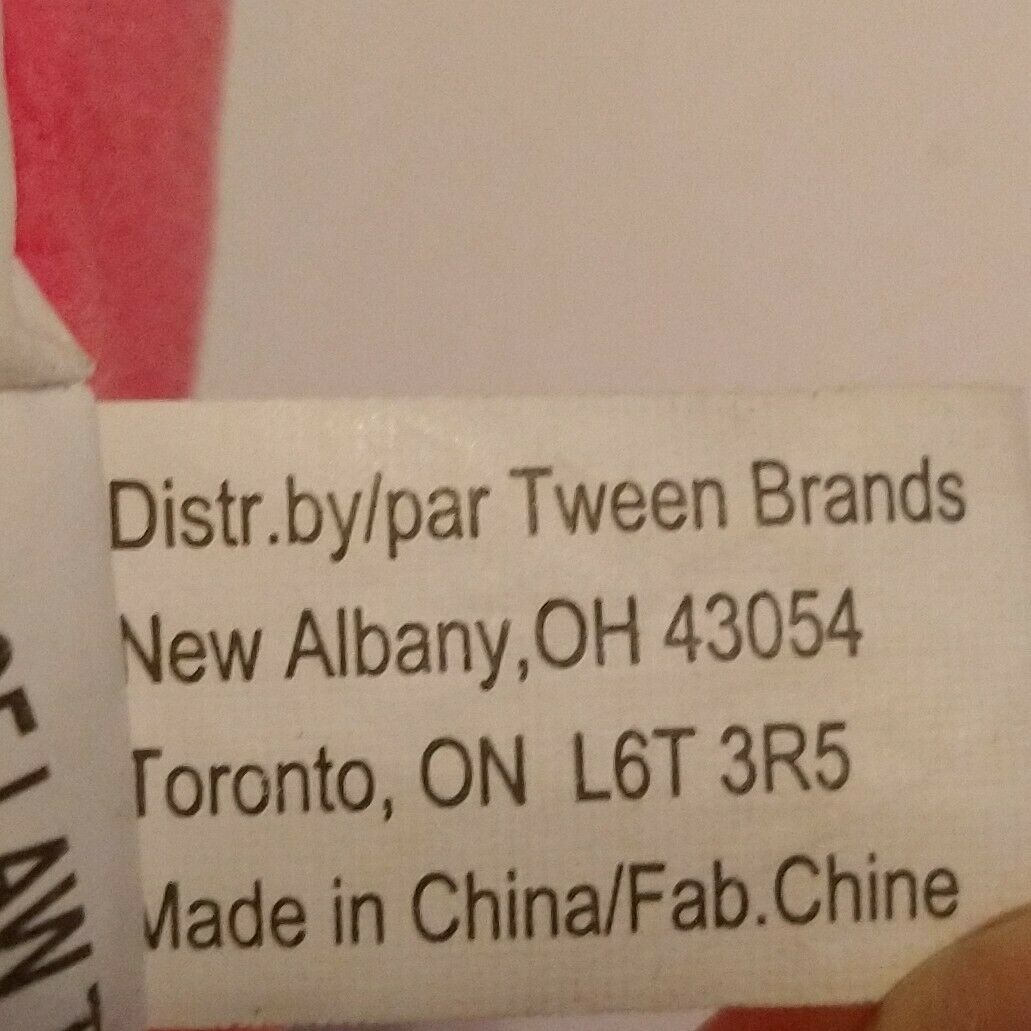 Distr.by/par Tween Brands
New Albany,OH 43054
Toronto, ON L6T 3R5
Made in China/Fab.Chine